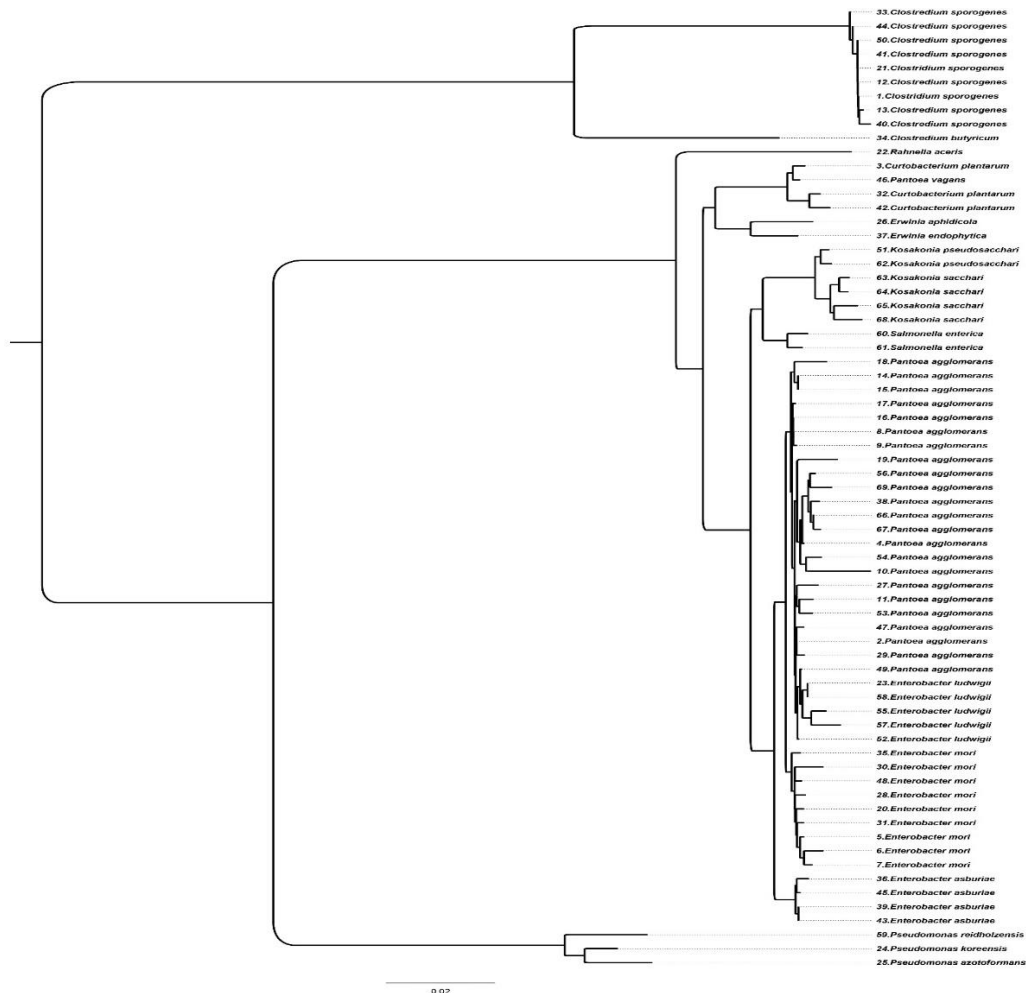 33.Clostredium sporogenes
44.Clostredium sporogenes
50.Clostredium sporogenes
41.Clostredium sporogenes
21.Clostridium sporogenes
12.Clostredium sporogenes
1.Clostridium sporogenes
13.Clostredium sporogenes
40.Clostredium sporogenes
34.Clostredium butyricum
22.Rahnella aceris
3.Curtobacterium plantarum
46.Pantoea vagans
32.Curtobacterium plantarum
42.Curtobacterium plantarum
26.Erwinia aphidicola
37.Erwinia endophytica
51.Kosakonia pseudosacchari
62.Kosakonia pseudosacchari
63.Kosakonia sacchari
64.Kosakonia sacchari
65.Kosakonia sacchari
68.Kosakonia sacchari
60.Salmonella enterica
61.Salmonella enterica
18.Pantoea agglomerans
14.Pantoea agglomerans
15.Pantoea agglomerans
17.Pantoea agglomerans
16.Pantoea agglomerans
8.Pantoea agglomerans
9.Pantoea agglomerans
19.Pantoea agglomerans
56.Pantoea agglomerans
69.Pantoea agglomerans
38.Pantoea agglomerans
66.Pantoea agglomerans
67.Pantoea agglomerans
4.Pantoea agglomerans
54.Pantoea agglomerans
10.Pantoea agglomerans
27.Pantoea agglomerans
11.Pantoea agglomerans
53.Pantoea agglomerans
47.Pantoea agglomerans
2.Pantoea agglomerans
29.Pantoea agglomerans
49.Pantoea agglomerans
23.Enterobacter ludwigii
58.Enterobacter ludwigii
55.Enterobacter ludwigii
57.Enterobacter ludwigii
52.Enterobacter ludwigii
35.Enterobacter mori
30.Enterobacter mori
48.Enterobacter mori
28.Enterobacter mori
20.Enterobacter mori
31.Enterobacter mori
5.Enterobacter mori
6.Enterobacter mori
7.Enterobacter mori
36.Enterobacter asburiae
45.Enterobacter asburiae
39.Enterobacter asburiae
43.Enterobacter asburiae
59.Pseudomonas reidholzensis
24.Pseudomonas koreensis
25.Pseudomonas azotoformans
0.02